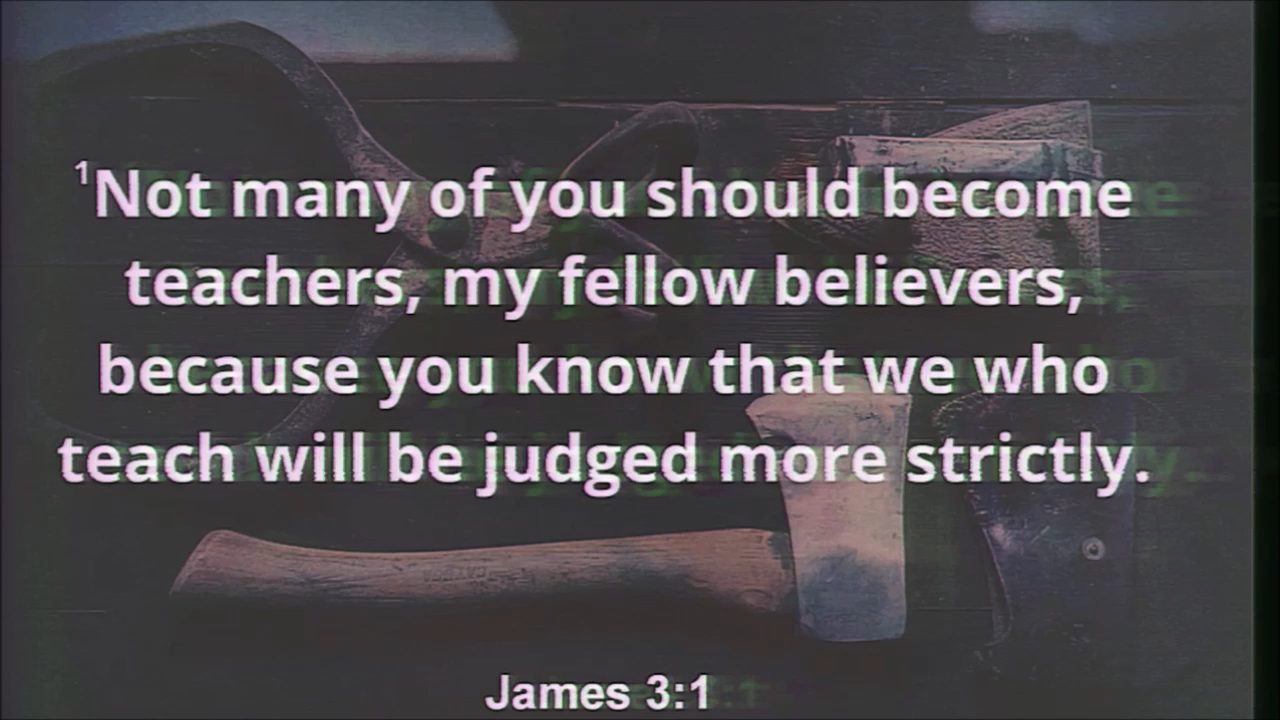 ¹Not many of you should become
teachers, my fellow believers,
because you know that we who
teach will be judged more strictly.
James 3:1